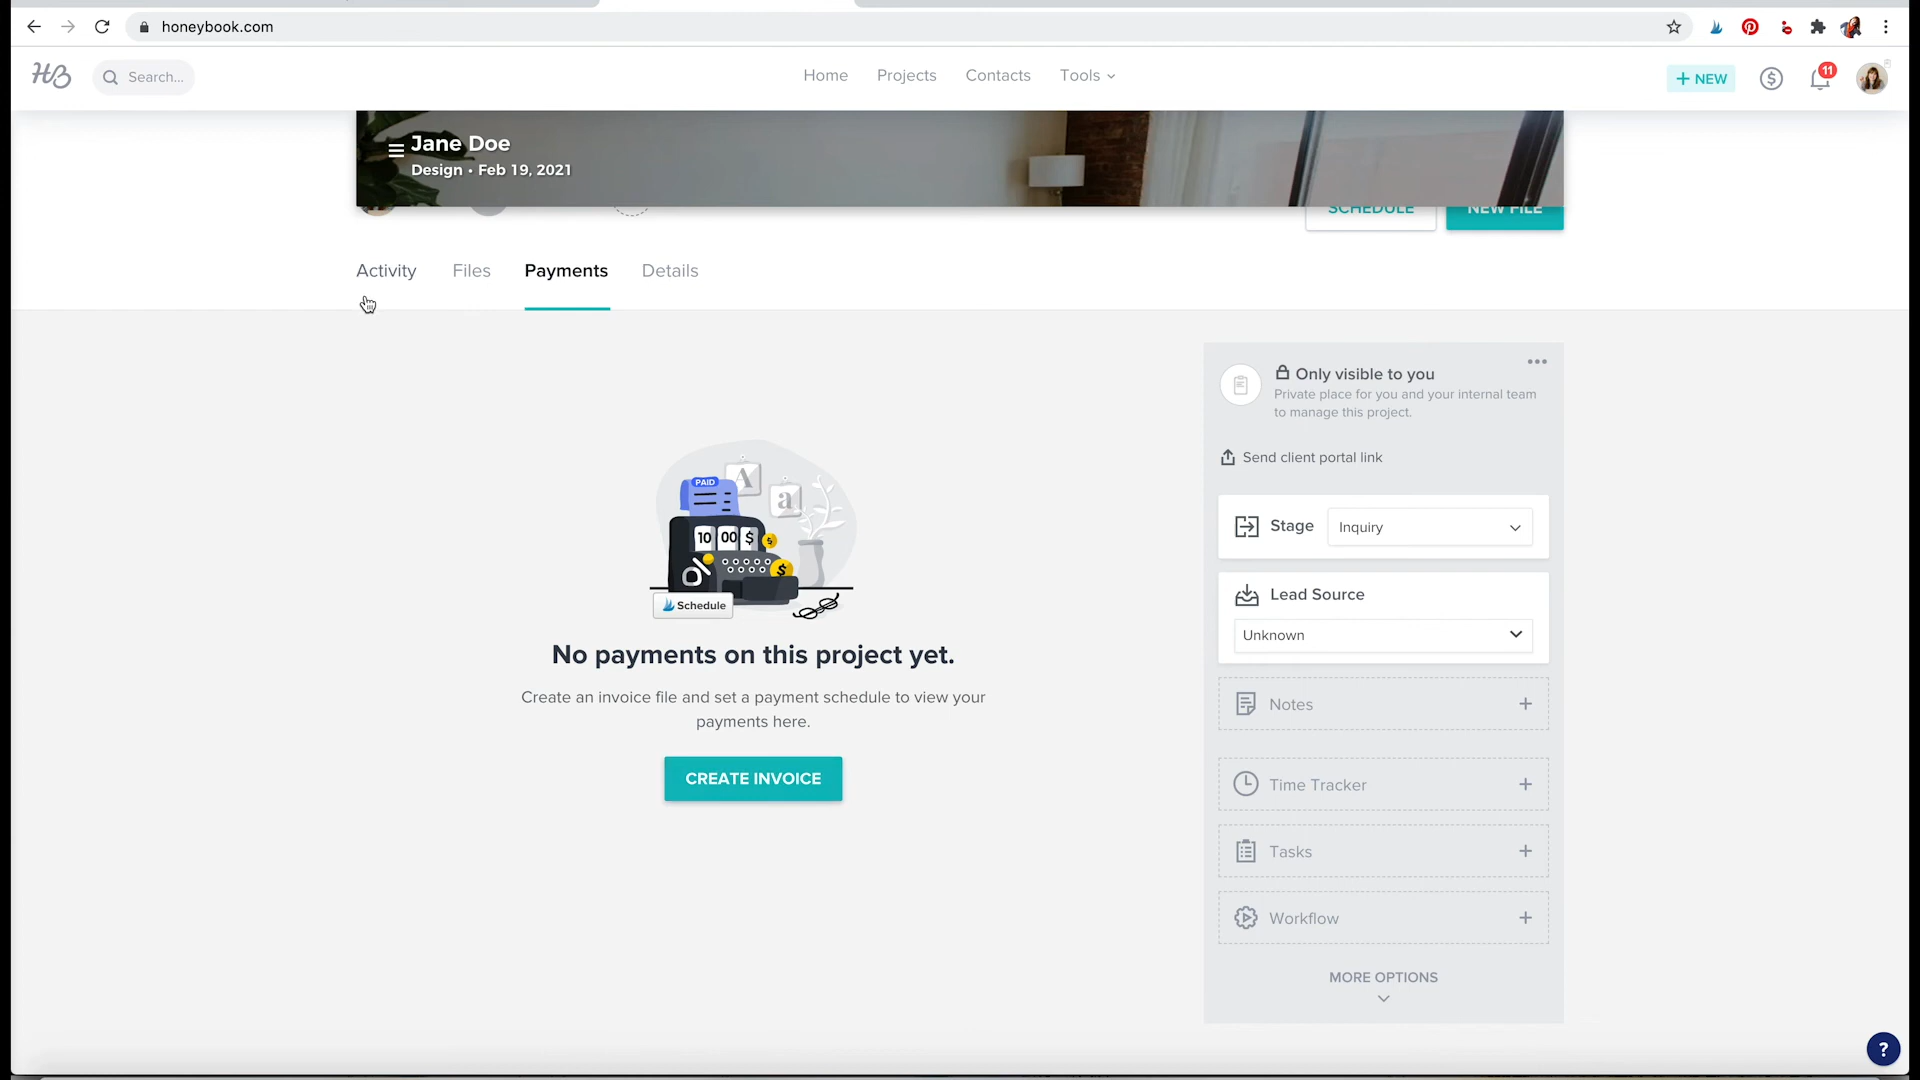 honeybook.com
HB
Search...
Home
Projects
Contacts
Tools
+ NEW
11
Jane Doe
Design • Feb 19, 2021
SCHEDULE
NEW FILE
Activity
Files
Payments
Details
Only visible to you
Private place for you and your internal team
to manage this project.
Send client portal link
Stage
Inquiry
Lead Source
Unknown
Notes
Time Tracker
Tasks
Workflow
MORE OPTIONS
PAID
A
a
10 00 $
$
$
Schedule
No payments on this project yet.
Create an invoice file and set a payment schedule to view your
payments here.
CREATE INVOICE
?